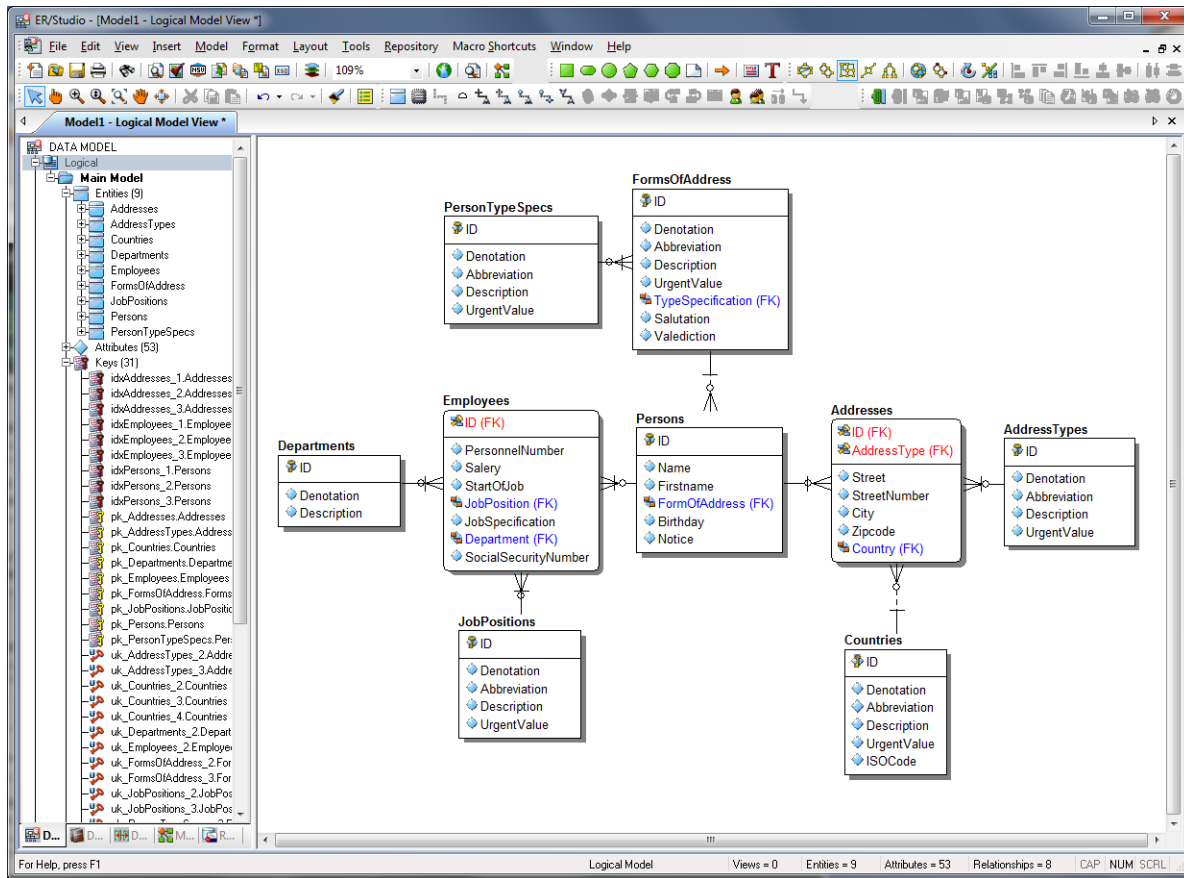 ER/Studio - [Model1 - Logical Model View *]
File Edit View Insert Model Format Layout Tools Repository Macro Shortcuts Window Help
109%
Model1 - Logical Model View *
DATA MODEL
Logical
Main Model
Entities (9)
Addresses
AddressTypes
Countries
Departments
Employees
FormsOfAddress
JobPositions
Persons
PersonTypeSpecs
Attributes (53)
Keys (31)
idxAddresses_1.Addresses
idxAddresses_2.Addresses
idxAddresses_3.Addresses
idxEmployees_1.Employee
idxEmployees_2.Employee
idxEmployees_3.Employee
idxPersons_1.Persons
idxPersons_2.Persons
idxPersons_3.Persons
pk_Addresses.Addresses
pk_AddressTypes.Address
pk_Countries.Countries
pk_Departments.Departme
pk_Employees.Employees
pk_FormsOfAddress.Forms
pk_JobPositions.JobPositic
pk_Persons.Persons
pk_PersonTypeSpecs.Per
uk_AddressTypes_2.Addre
uk_AddressTypes_3.Addre
uk_Countries_2.Countries
uk_Countries_3.Countries
uk_Countries_4.Countries
uk_Departments_2.Depart
uk_Employees_2.Employe
uk_FormsOfAddress_2.For
uk_FormsOfAddress_3.For
uk_JobPositions_2.JobPos
uk_JobPositions_3.JobPos
D... D... D... M... R...
FormsOfAddress
ID
Denotation
Abbreviation
Description
UrgentValue
TypeSpecification (FK)
Salutation
Valediction
PersonTypeSpecs
ID
Denotation
Abbreviation
Description
UrgentValue
Employees
ID (FK)
PersonnelNumber
Salery
StartOfJob
JobPosition (FK)
JobSpecification
Department (FK)
SocialSecurityNumber
Departments
ID
Denotation
Description
Persons
ID
Name
Firstname
FormOfAddress (FK)
Birthday
Notice
Addresses
ID (FK)
AddressType (FK)
Street
StreetNumber
City
Zipcode
Country (FK)
AddressTypes
ID
Denotation
Abbreviation
Description
UrgentValue
JobPositions
ID
Denotation
Abbreviation
Description
UrgentValue
Countries
ID
Denotation
Abbreviation
Description
UrgentValue
ISOCode
For Help, press F1 Logical Model Views = 0 Entities = 9 Attributes = 53 Relationships = 8 CAP NUM SCRL